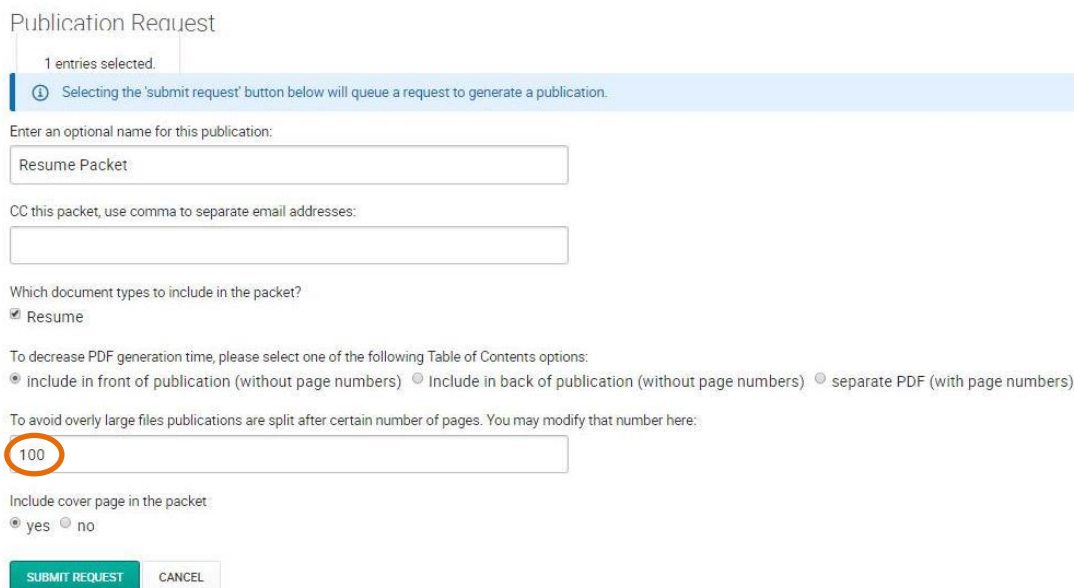 Publication Request
1 entries selected.
Selecting the 'submit request' button below will queue a request to generate a publication.
Enter an optional name for this publication:
Resume Packet
CC this packet, use comma to separate email addresses:
Which document types to include in the packet?
Resume
To decrease PDF generation time, please select one of the following Table of Contents options:
include in front of publication (without page numbers) Include in back of publication (without page numbers) separate PDF (with page numbers)
To avoid overly large files publications are split after certain number of pages. You may modify that number here:
100
Include cover page in the packet
yes no
SUBMIT REQUEST CANCEL